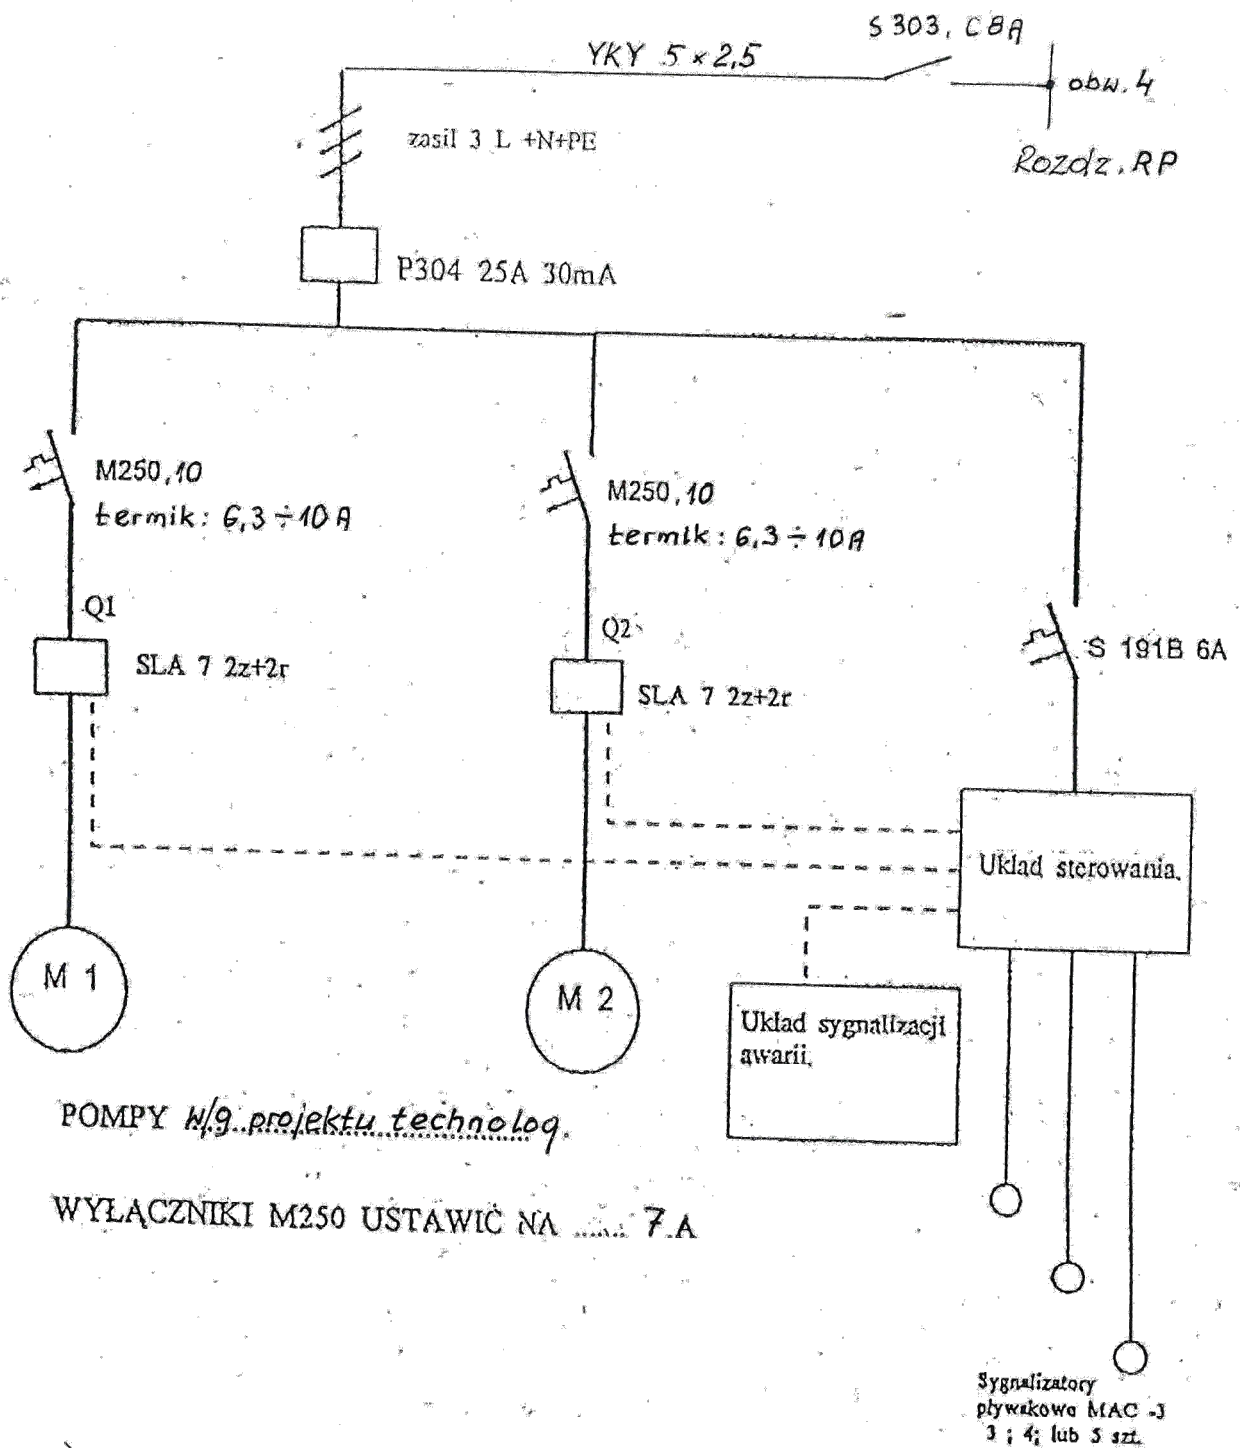 S 303, C8A
YKY 5 × 2,5
obw. 4
Rozdz. RP
zasil 3 L +N+PE
P304 25A 30mA
M250,10
termik: 6,3÷10A
M250,10
termik: 6,3÷10A
Q1
SLA 7 2z+2r
Q2
SLA 7 2z+2r
S 191B 6A
Układ sterowania.
M 1
M 2
Układ sygnalizacji
awarii.
POMPY w/g projektu technolog.
WYŁĄCZNIKI M250 USTAWIĆ NA ...... 7 A
Sygnalizatory
pływakowe MAC -3
3 ; 4; lub 5 szt.